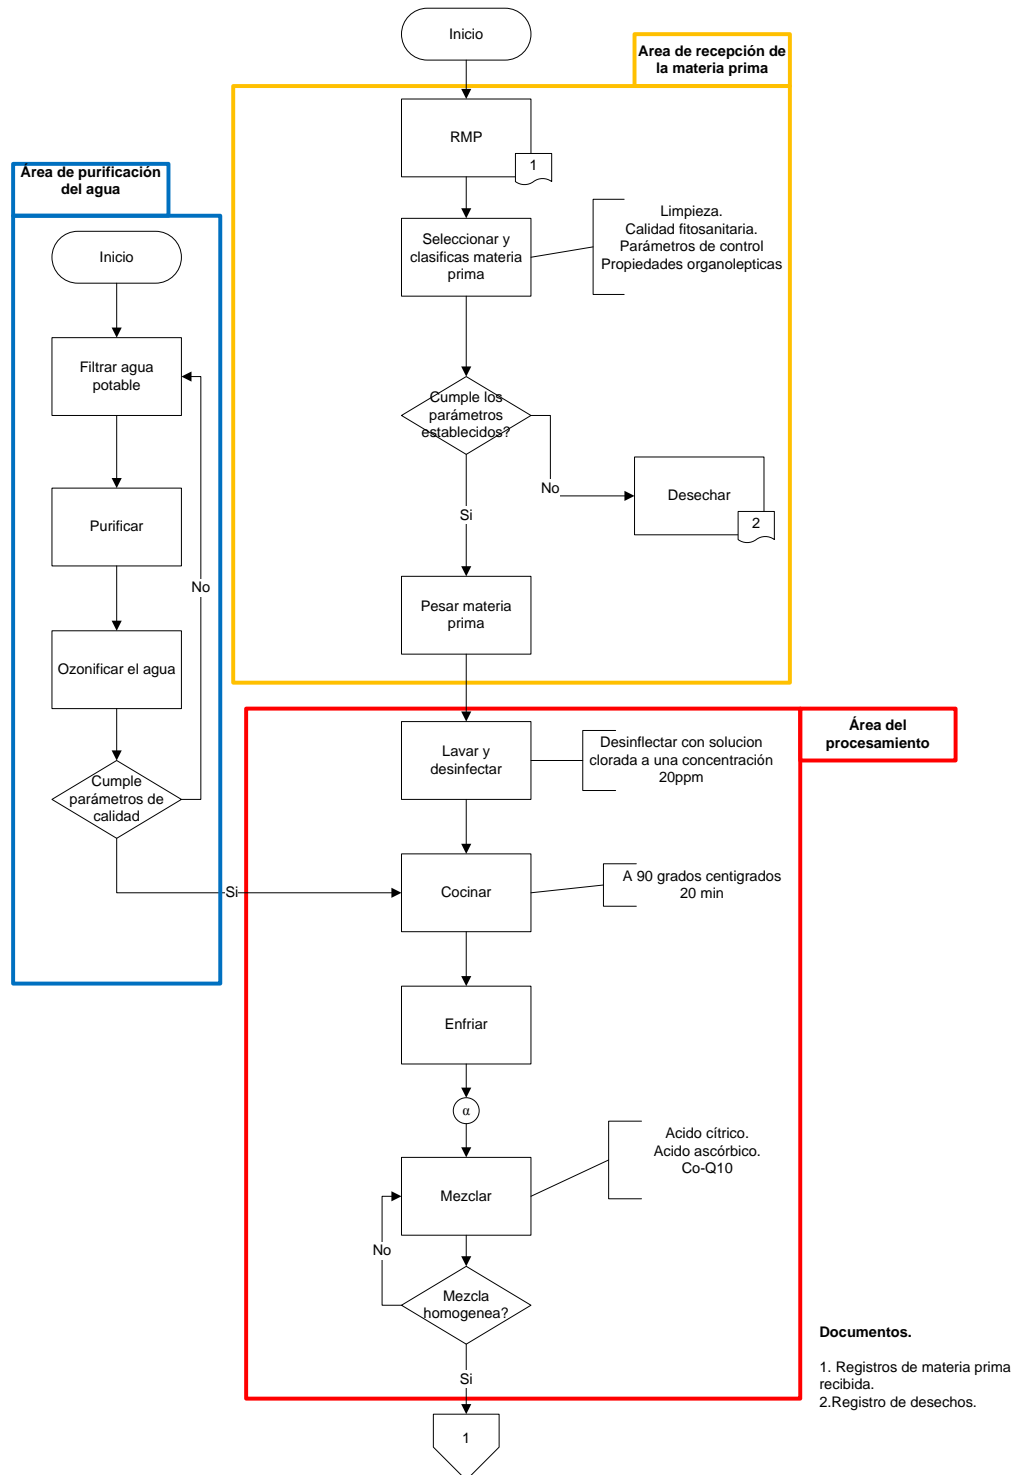 Inicio
Area de recepción de
la materia prima
RMP
1
Seleccionar y
clasificas materia
prima
Limpieza.
Calidad fitosanitaria.
Parámetros de control
Propiedades organolepticas
Cumple los
parámetros
establecidos?
No
Desechar
2
Si
Pesar materia
prima
Área de purificación
del agua
Inicio
Filtrar agua
potable
Purificar
No
Ozonificar el agua
Cumple
parámetros de
calidad
Si
Área del
procesamiento
Lavar y
desinfectar
Desinflectar con solucion
clorada a una concentración
20ppm
Cocinar
A 90 grados centigrados
20 min
Enfriar
α
Mezclar
Acido cítrico.
Acido ascórbico.
Co-Q10
No
Mezcla
homogenea?
Si
1
Documentos.
1. Registros de materia prima
recibida.
2.Registro de desechos.